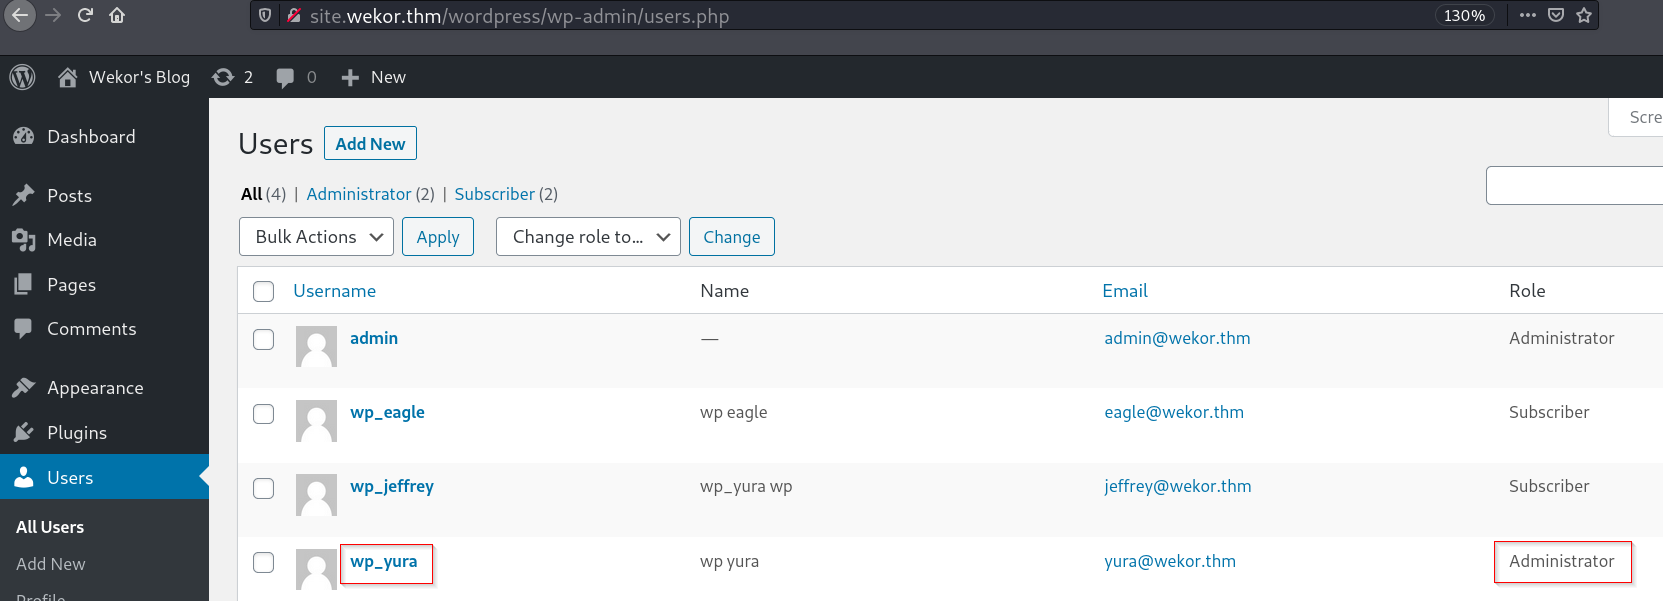 site.wekor.thm/wordpress/wp-admin/users.php 130%
Wekor's Blog 2 0 New
Scre
Dashboard
Posts
Media
Pages
Comments
Appearance
Plugins
Users
All Users
Add New
Profile
Users Add New
All (4) | Administrator (2) | Subscriber (2)
Bulk Actions Apply Change role to... Change
Username Name Email Role
admin — admin@wekor.thm Administrator
wp_eagle wp eagle eagle@wekor.thm Subscriber
wp_jeffrey wp_yura wp jeffrey@wekor.thm Subscriber
wp_yura wp yura yura@wekor.thm Administrator